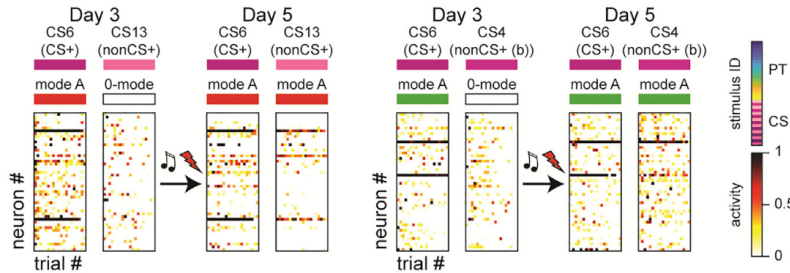 Day 3
Day 5
CS6
(CS+)
CS13
(nonCS+)
CS6
(CS+)
CS13
(nonCS+)
mode A
0-mode
mode A
mode A
neuron #
trial #
Day 3
Day 5
CS6
(CS+)
CS4
(nonCS+ (b))
CS6
(CS+)
CS4
(nonCS+ (b))
mode A
0-mode
mode A
mode A
neuron #
trial #
stimulus ID
PT
CS
activity
1
0.5
0